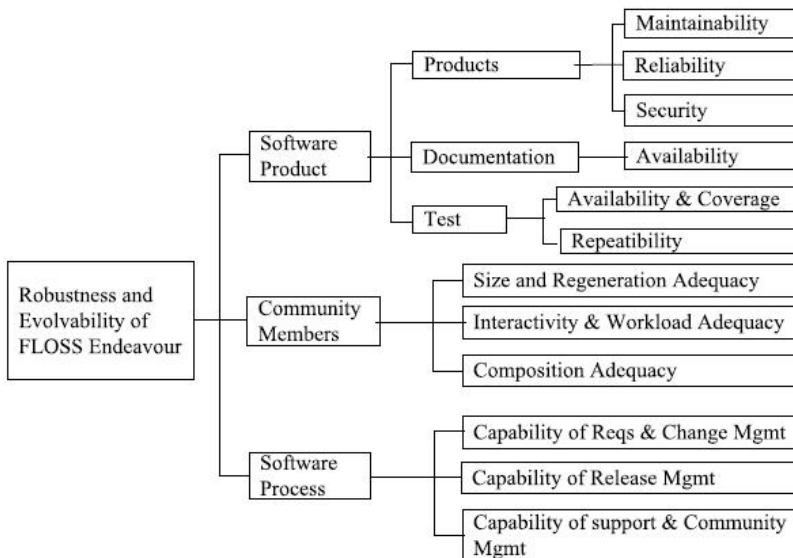 Maintainability
Products
Reliability
Security
Software
Product
Documentation
Availability
Availability & Coverage
Test
Repeatibility
Robustness and
Evolvability of
FLOSS Endeavour
Community
Members
Size and Regeneration Adequacy
Interactivity & Workload Adequacy
Composition Adequacy
Software
Process
Capability of Reqs & Change Mgmt
Capability of Release Mgmt
Capability of support & Community
Mgmt